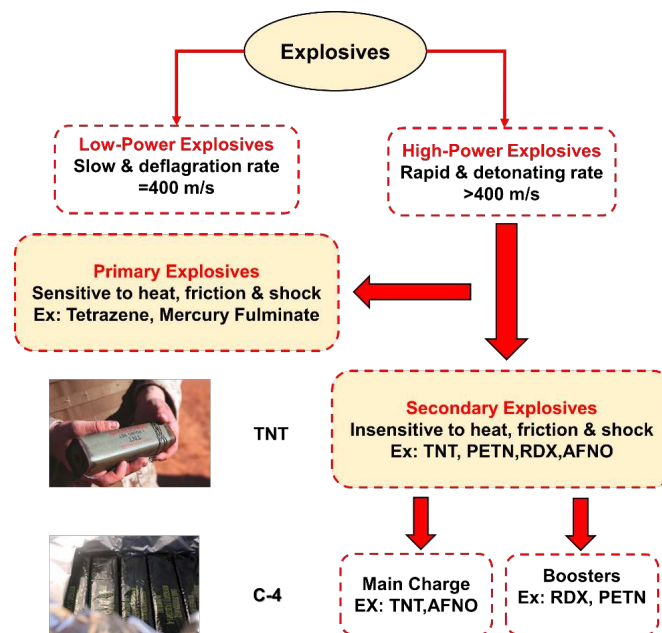 Explosives
Low-Power Explosives
Slow & deflagration rate
=400 m/s
High-Power Explosives
Rapid & detonating rate
>400 m/s
Primary Explosives
Sensitive to heat, friction & shock
Ex: Tetrazene, Mercury Fulminate
TNT
TNT
Secondary Explosives
Insensitive to heat, friction & shock
Ex: TNT, PETN,RDX,AFNO
C-4
Main Charge
EX: TNT,AFNO
Boosters
Ex: RDX, PETN